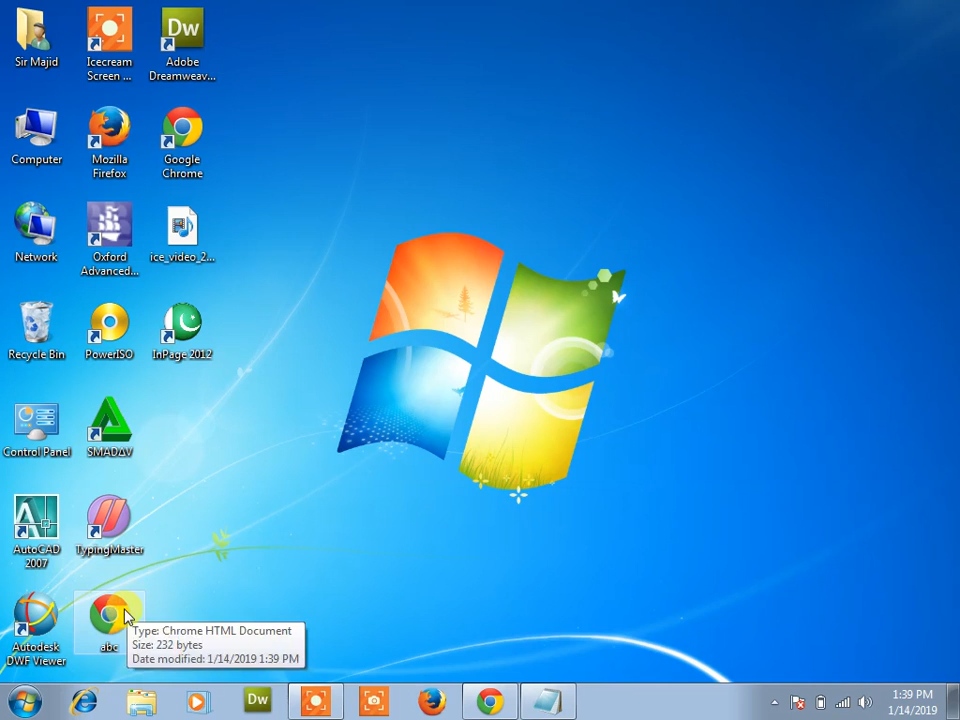 Sir Majid
Icecream
Screen ...
Dw
Adobe
Dreamweav...
Computer
Mozilla
Firefox
Google
Chrome
Network
Oxford
Advanced...
ice_video_2...
Recycle Bin
PowerISO
InPage 2012
Control Panel
SMADΔV
AutoCAD
2007
TypingMaster
Autodesk
DWF Viewer
abc
Type: Chrome HTML Document
Size: 232 bytes
Date modified: 1/14/2019 1:39 PM
Dw
1:39 PM
1/14/2019